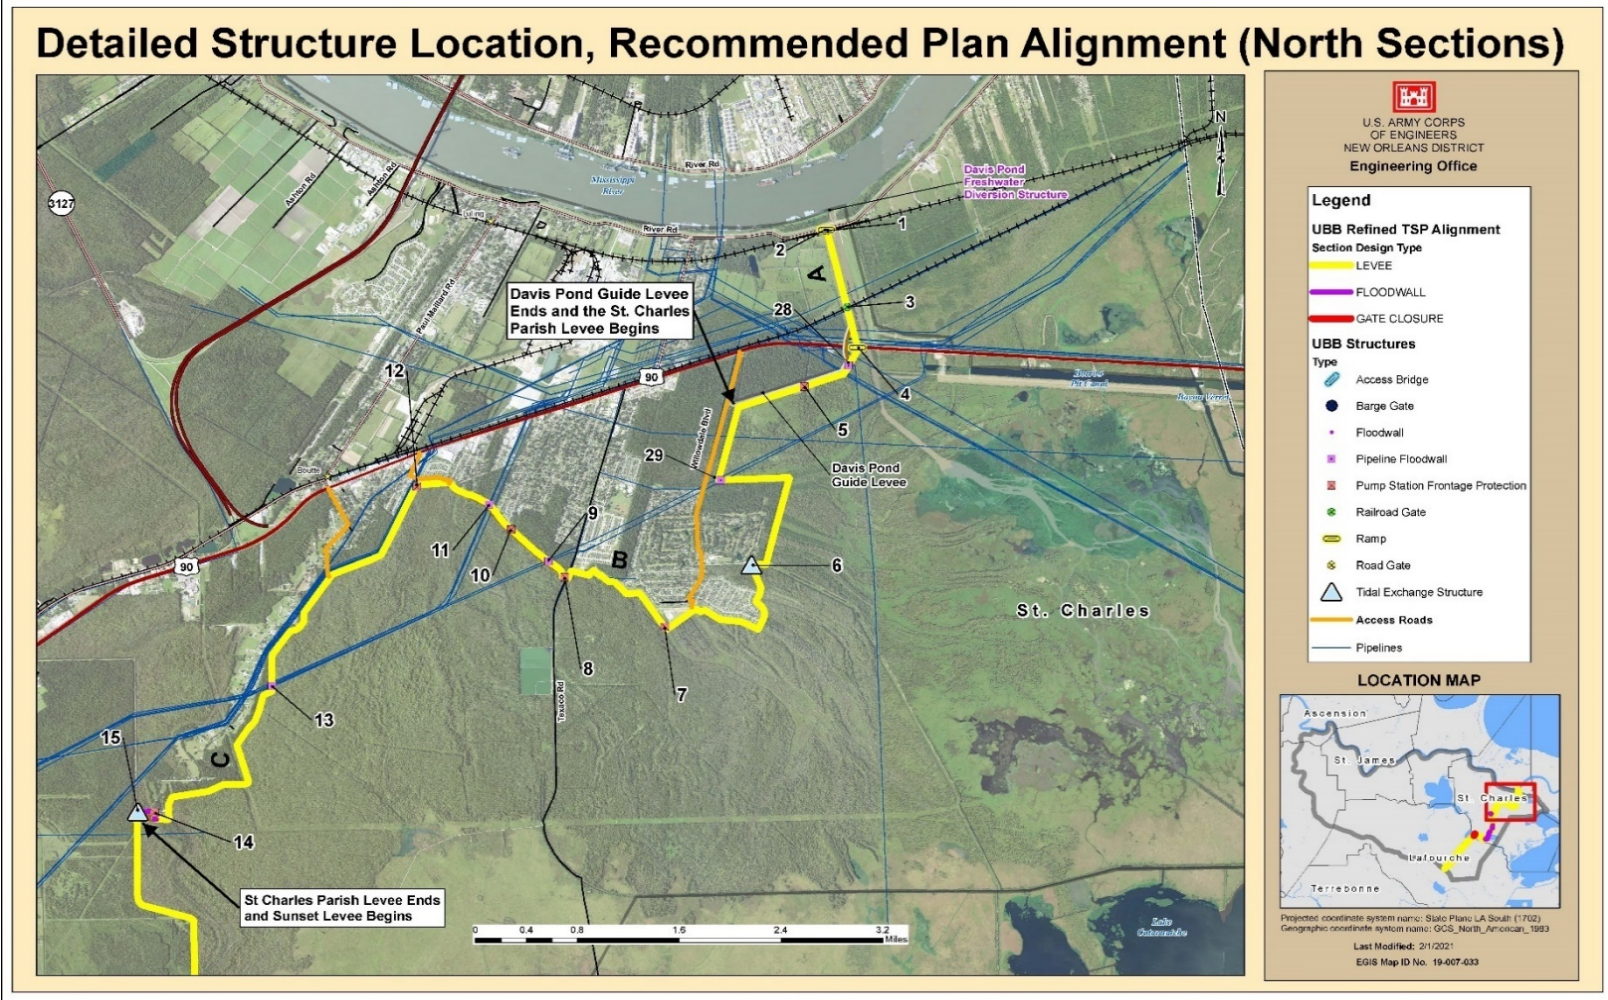 Detailed Structure Location, Recommended Plan Alignment (North Sections)
3127
Ashton Rd
Ashton Rd
Luling
Mississippi
River
River Rd
River Rd
Davis Pond
Freshwater
Diversion Structure
N
1
2
A
3
28
Paul Maillard Rd
Davis Pond Guide Levee
Ends and the St. Charles
Parish Levee Begins
90
12
4
5
29
Willowdale Blvd
Davis Pond
Guide Levee
Boutte
90
11
10
9
B
6
St. Charles
8
7
Texaco Rd
13
15
C
14
St Charles Parish Levee Ends
and Sunset Levee Begins
0 0.4 0.8 1.6 2.4 3.2
Miles
Lake
Cataouatche
U.S. ARMY CORPS
OF ENGINEERS
NEW ORLEANS DISTRICT
Engineering Office
Legend
UBB Refined TSP Alignment
Section Design Type
LEVEE
FLOODWALL
GATE CLOSURE
UBB Structures
Type
Access Bridge
Barge Gate
Floodwall
Pipeline Floodwall
Pump Station Frontage Protection
Railroad Gate
Ramp
Road Gate
Tidal Exchange Structure
Access Roads
Pipelines
LOCATION MAP
Ascension
St. James
St. Charles
Lafourche
Terrebonne
Projected coordinate system name: State Plane LA South (1702)
Geographic coordinate system name: GCS_North_American_1983
Last Modified: 2/1/2021
EGIS Map ID No. 19-007-033